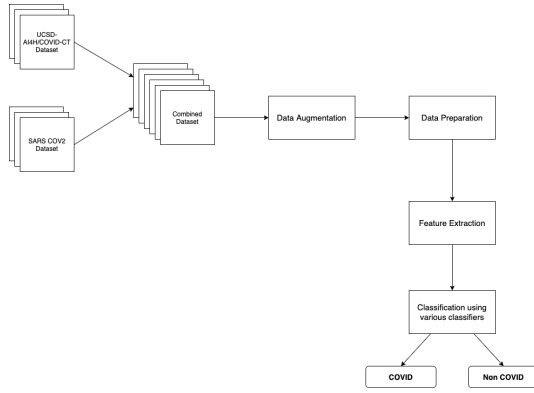 UCSD-
AI4H/COVID-CT
Dataset
SARS COV2
Dataset
Combined
Dataset
Data Augmentation
Data Preparation
Feature Extraction
Classification using
various classifiers
COVID
Non COVID